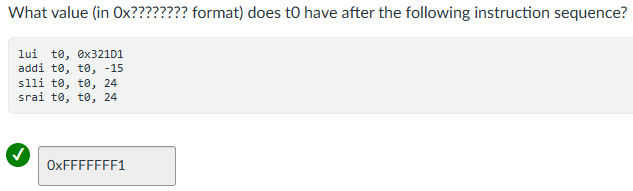 What value (in 0x???????? format) does t0 have after the following instruction sequence?
lui t0, 0x321D1
addi t0, t0, -15
slli t0, t0, 24
srai t0, t0, 24
0xFFFFFFF1